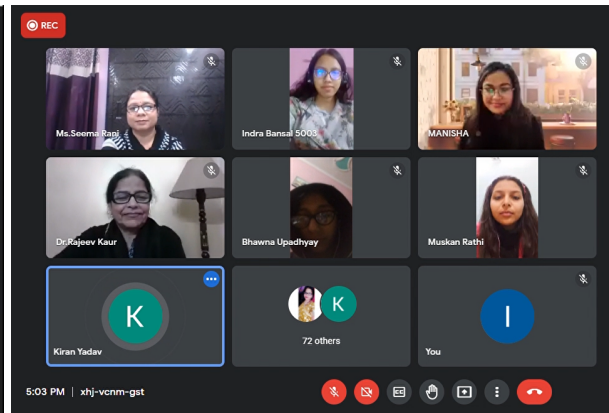 REC
Ms.Seema Rani
Indra Bansal 5003
MANISHA
Dr.Rajeev Kaur
Bhawna Upadhyay
Muskan Rathi
K
Kiran Yadav
K
72 others
I
You
5:03 PM | xhj-vcnm-gst
CC